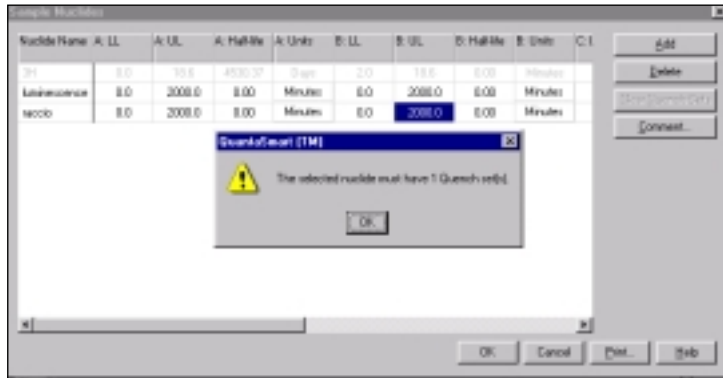 Sample Nuclides
Nuclide Name A: LL A: UL A: Half-life A: Units B: LL B: UL B: Half-life B: Units C: L
3H 0.0 18.6 4530.37 Days 2.0 18.6 0.00 Minutes
luminescence 0.0 2000.0 0.00 Minutes 0.0 2000.0 0.00 Minutes
0.0 2000.0 0.00 Minutes 0.0 2000.0 0.00 Minutes
Add
Delete
Comment...
QuantaSmart [TM]
The selected nuclide must have 1 Quench set(s).
OK
OK Cancel Print... Help